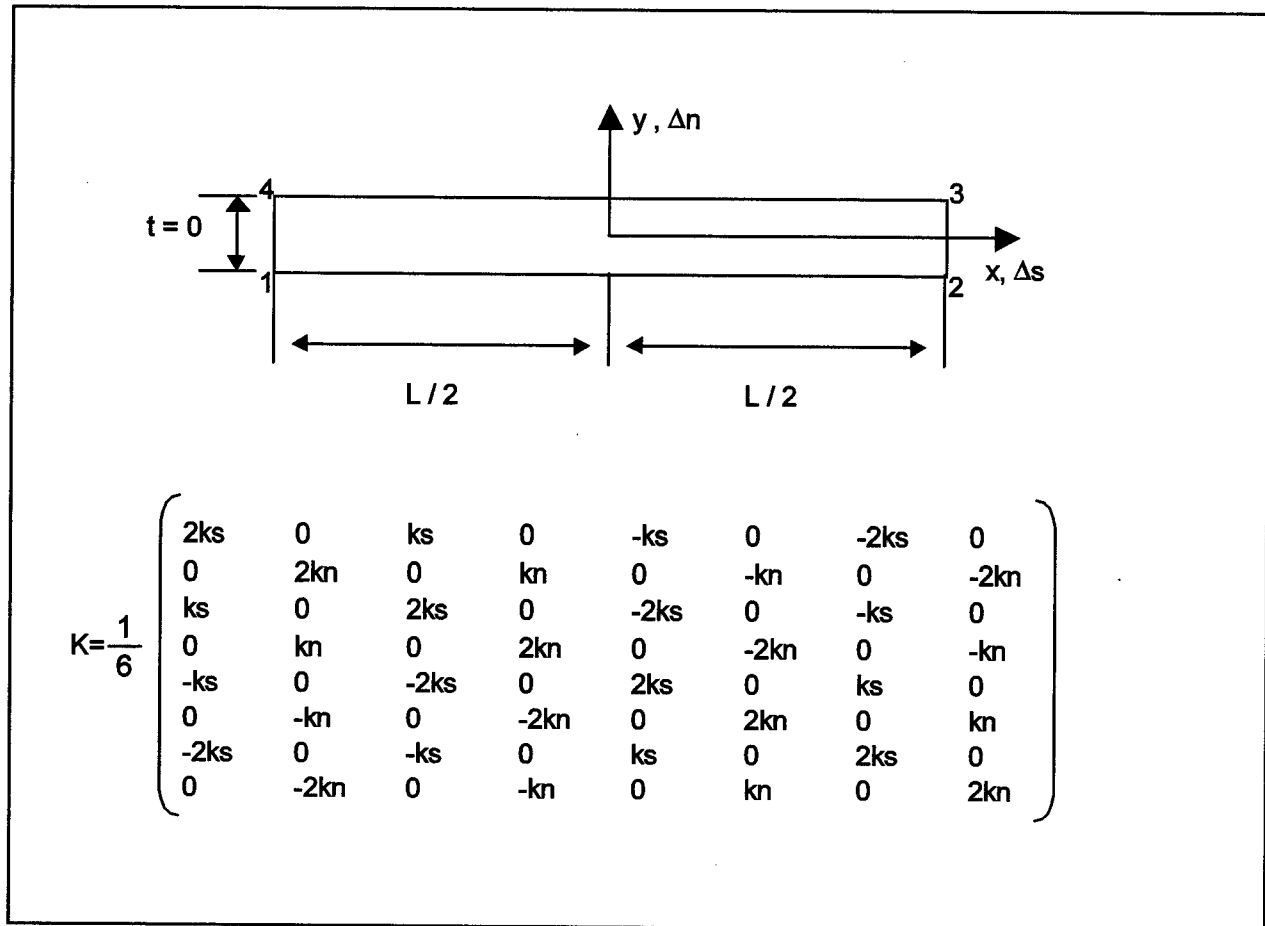 y , Δn
4
3
t = 0
1
2
x, Δs
L / 2
L / 2
2ks 0 ks 0 -ks 0 -2ks 0
0 2kn 0 kn 0 -kn 0 -2kn
ks 0 2ks 0 -2ks 0 -ks 0
K=1/6
0 kn 0 2kn 0 -2kn 0 -kn
-ks 0 -2ks 0 2ks 0 ks 0
0 -kn 0 -2kn 0 2kn 0 kn
-2ks 0 -ks 0 ks 0 2ks 0
0 -2kn 0 -kn 0 kn 0 2kn